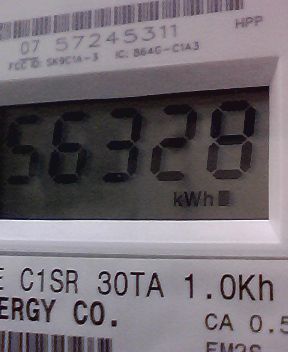 HPP
07 57245311
FCC ID: SK9C1A-3 IC: 864G-C1A3
56328
kWh
E C1SR 30TA 1.0Kh
ERGY CO.
CA 0.5
EM2S